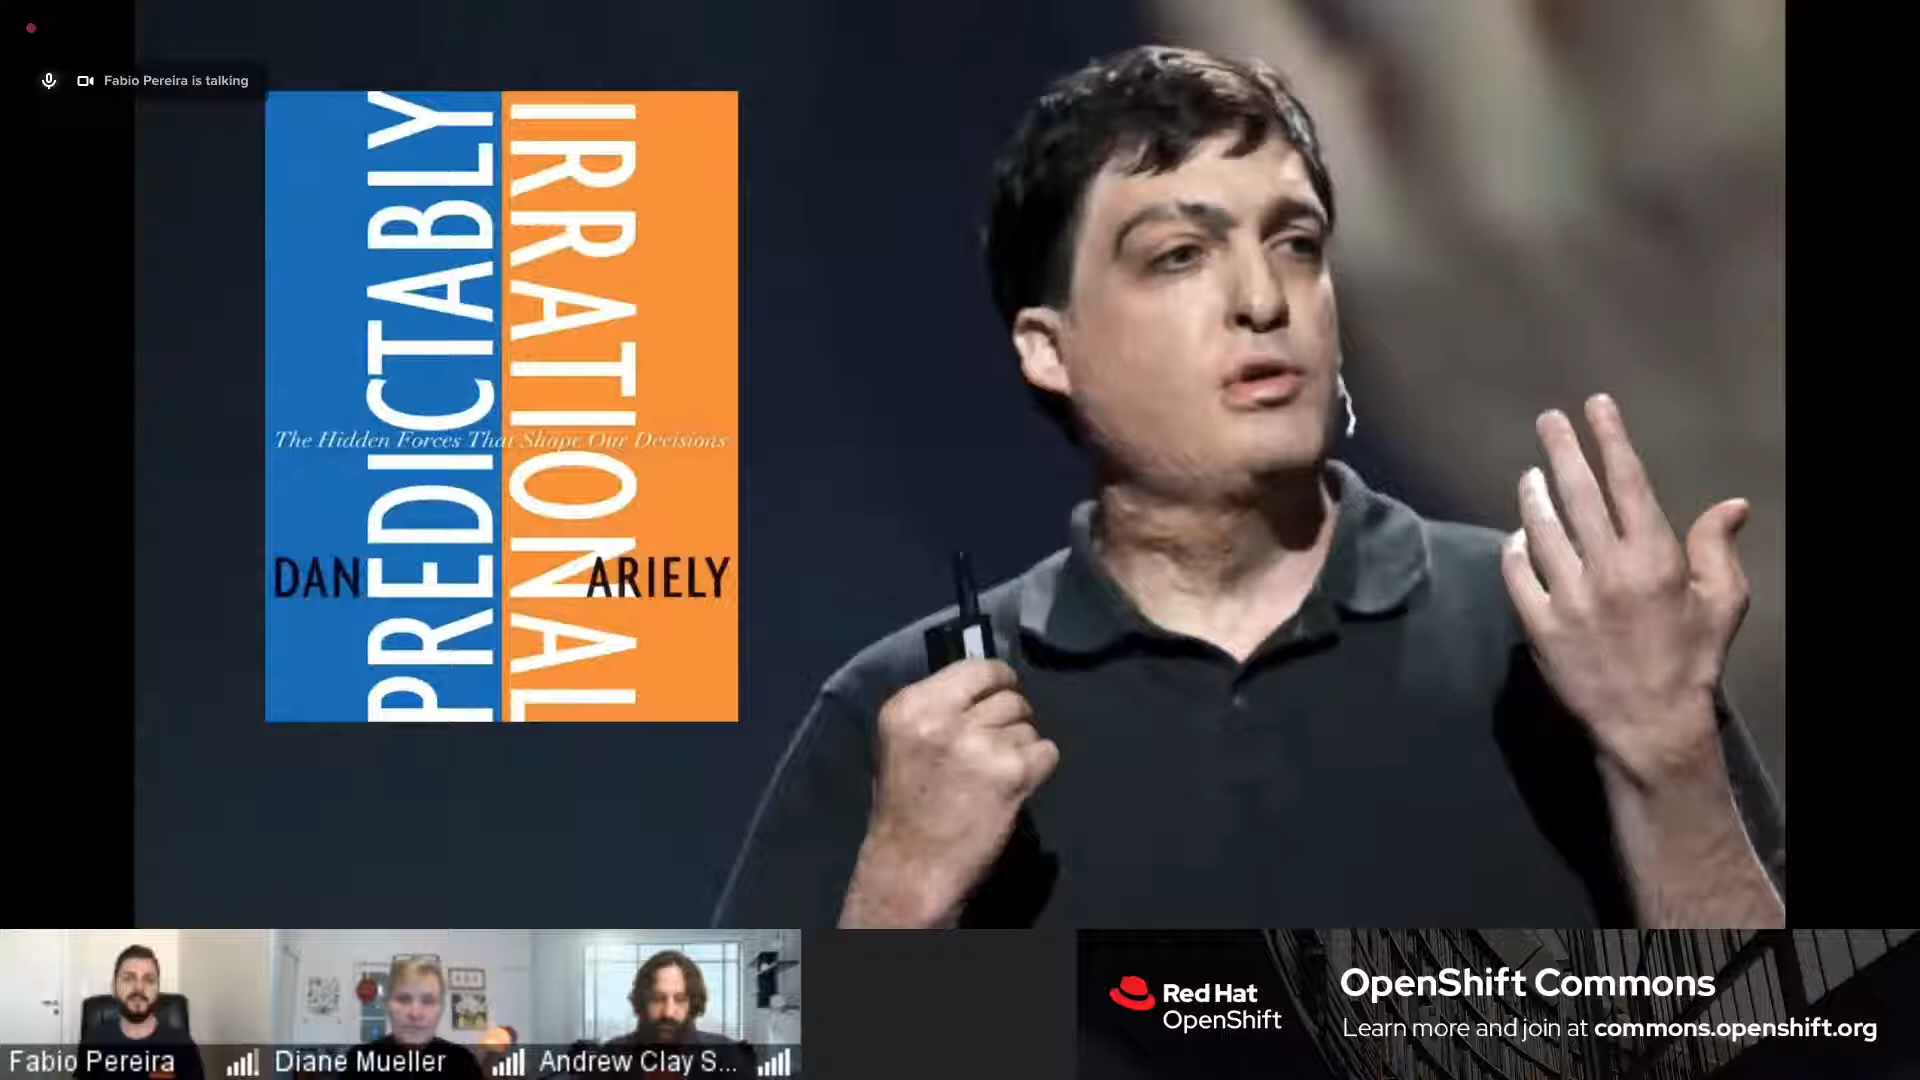 Fabio Pereira is talking
PREDICTABLY
IRRATIONAL
The Hidden Forces That Shape Our Decisions
DAN ARIELY
Fabio Pereira
Diane Mueller
Andrew Clay S...
Red Hat
OpenShift
OpenShift Commons
Learn more and join at commons.openshift.org